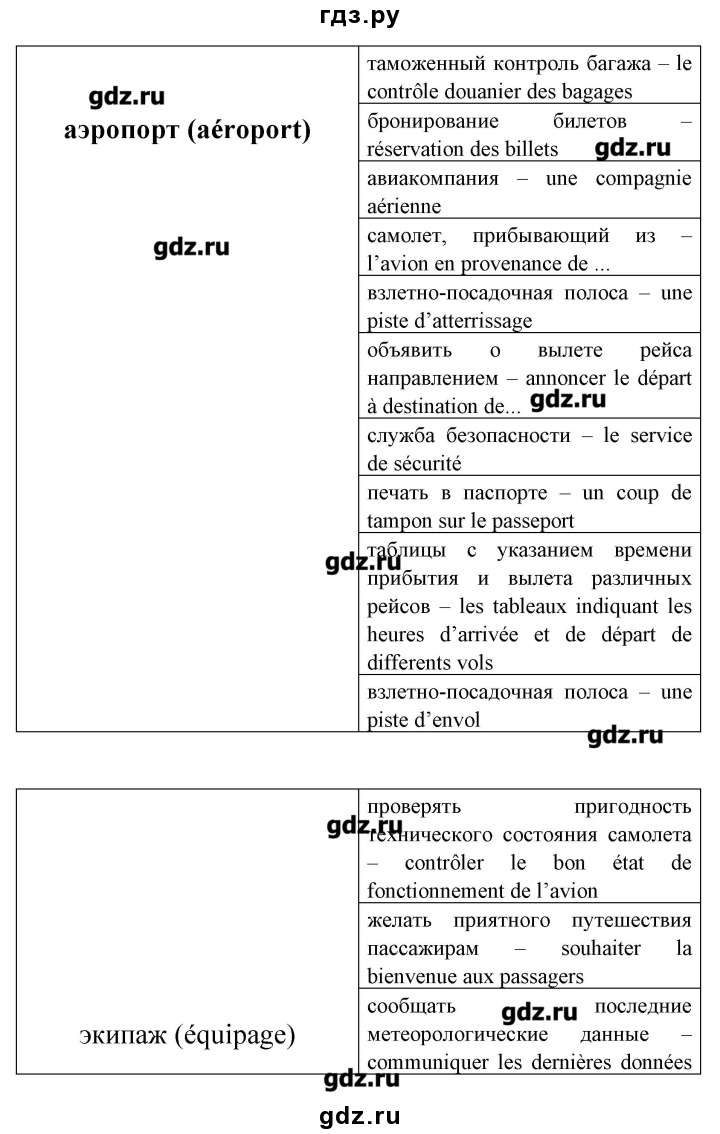 гдз.ру
таможенный контроль багажа – le
contrôle douanier des bagages
gdz.ru
аэропорт (aéroport)
бронирование билетов –
réservation des billets
gdz.ru
авиакомпания – une compagnie
aérienne
gdz.ru
самолет, прибывающий из –
l’avion en provenance de ...
взлетно-посадочная полоса – une
piste d’atterrissage
объявить о вылете рейса
направлением – annoncer le départ
à destination de...
gdz.ru
служба безопасности – le service
de sécurité
печать в паспорте – un coup de
tampon sur le passeport
таблицы с указанием времени
gdz.ru
прибытия и вылета различных
рейсов – les tableaux indiquant les
heures d’arrivée et de départ de
differents vols
взлетно-посадочная полоса – une
piste d’envol
gdz.ru
проверять пригодность
gdz.ru
технического состояния самолета
– contrôler le bon état de
fonctionnement de l’avion
желать приятного путешествия
пассажирам – souhaiter la
bienvenue aux passagers
сообщать последние
gdz.ru
экипаж (équipage)
метеорологические данные –
communiquer les dernières données
gdz.ru
gdz.ru